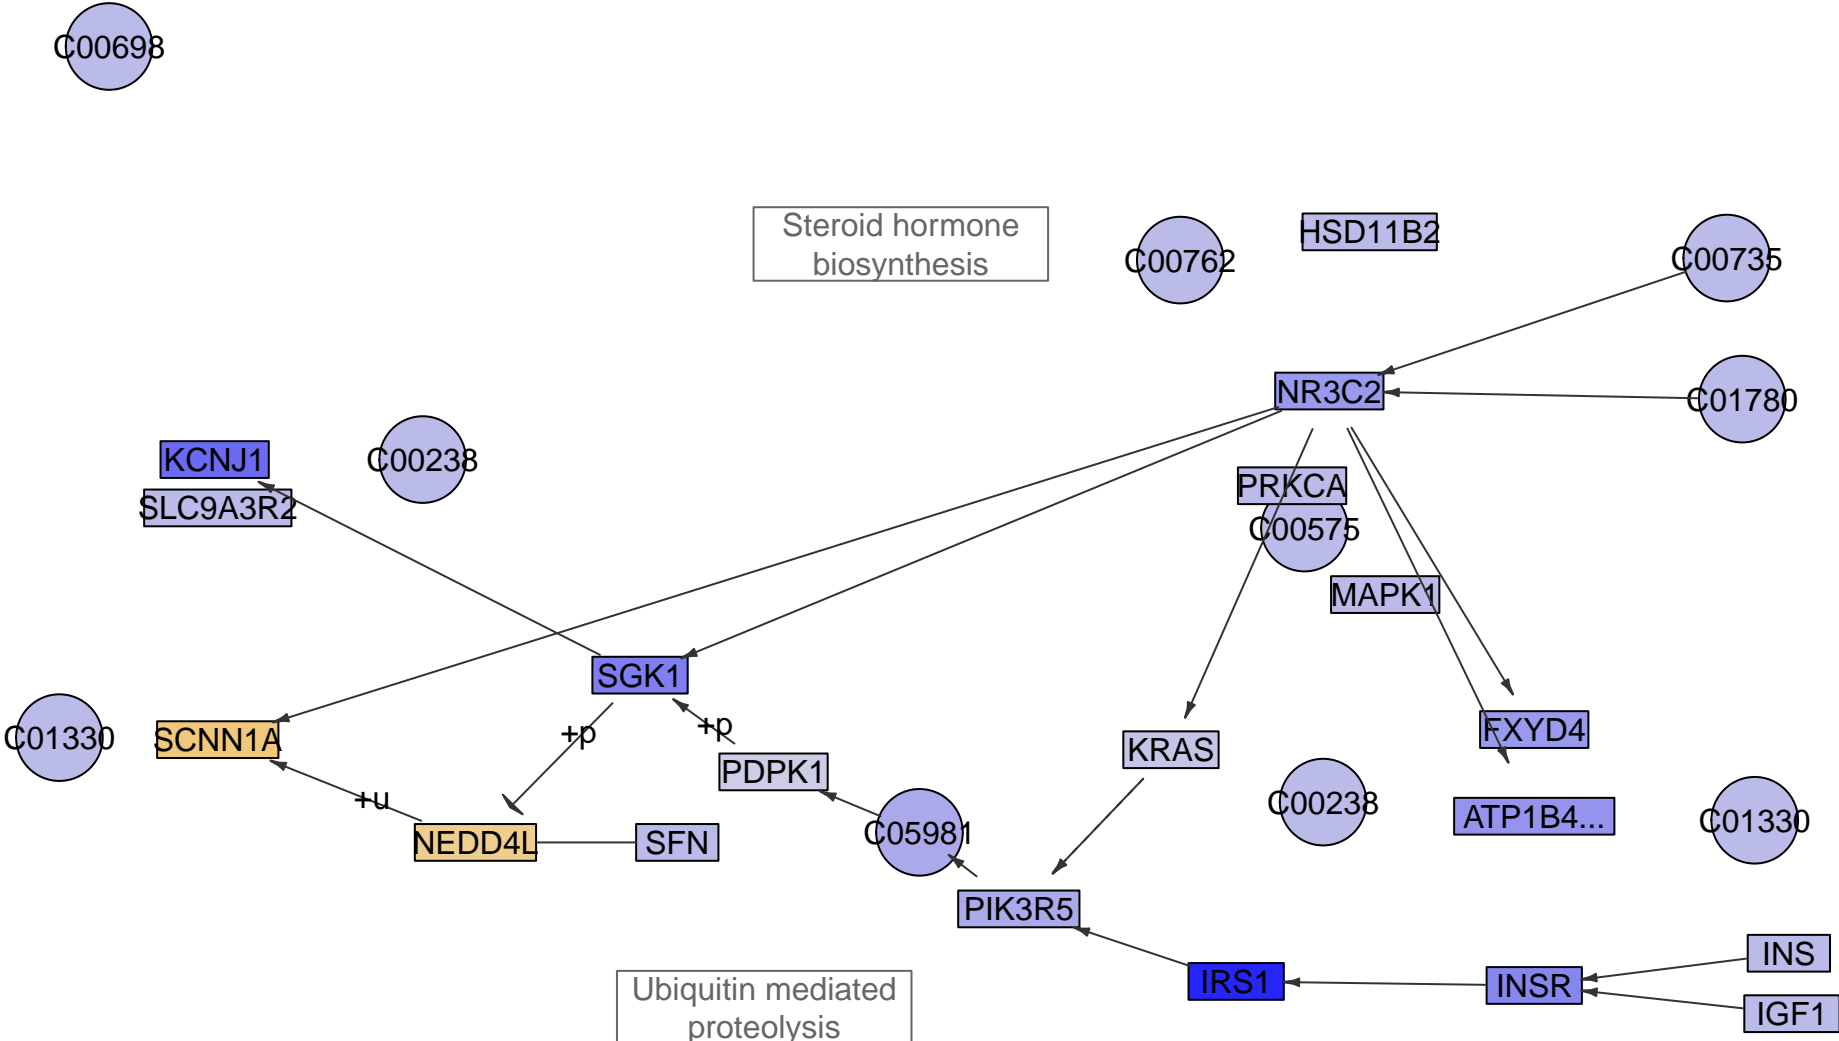 C00698
Steroid hormone
biosynthesis
C00762
HSD11B2
C00735
NR3C2
C01780
KCNJ1
C00238
SLC9A3R2
PRKCA
C00575
MAPK1
SGK1
C01330
SCNN1A
+p
+p
FXYD4
KRAS
PDPK1
+u
C00238
ATP1B4...
C01330
NEDD4L
SFN
C05981
PIK3R5
INS
IRS1
INSR
IGF1
Ubiquitin mediated
proteolysis